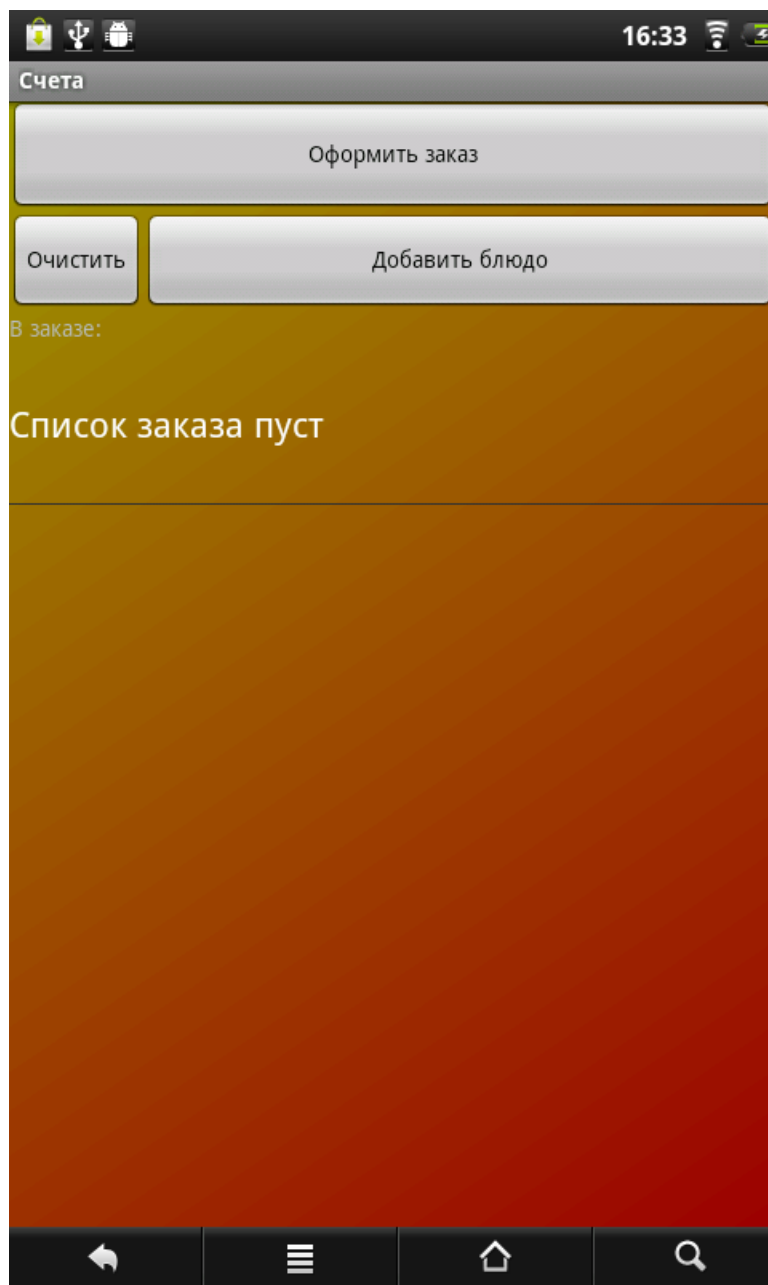 16:33
Счета
Оформить заказ
Очистить
Добавить блюдо
В заказе:
Список заказа пуст